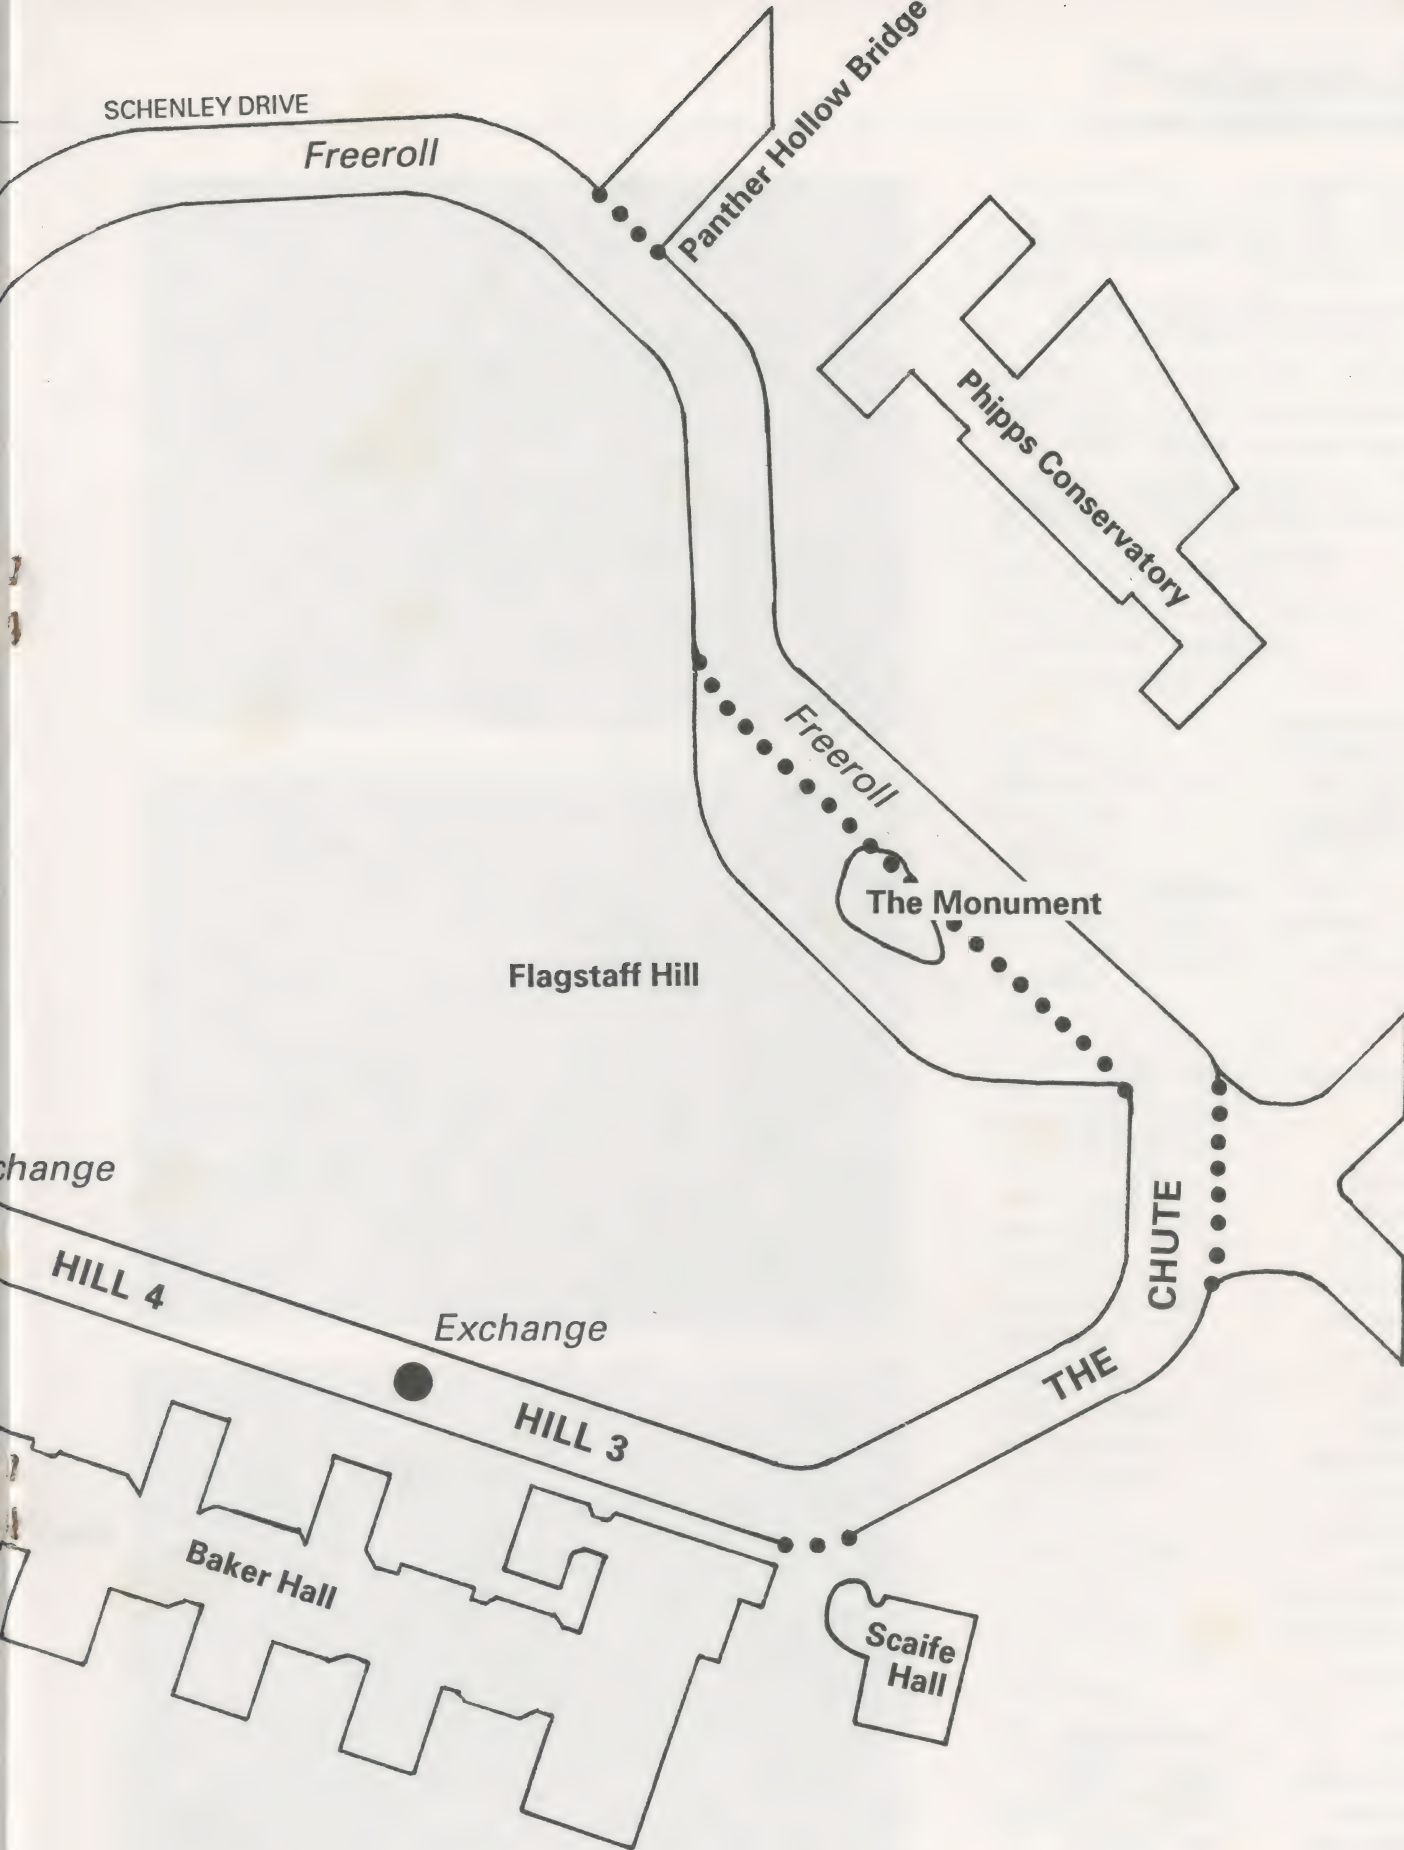 SCHENLEY DRIVE
Freeroll
Panther Hollow Bridge
Phipps Conservatory
Freeroll
The Monument
Flagstaff Hill
change
HILL 4
Exchange
HILL 3
THE CHUTE
Baker Hall
Scaife
Hall